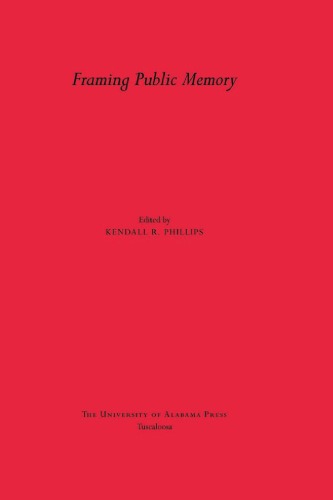 Framing Public Memory
Edited by
KENDALL R. PHILLIPS
THE UNIVERSITY OF ALABAMA PRESS
Tuscaloosa